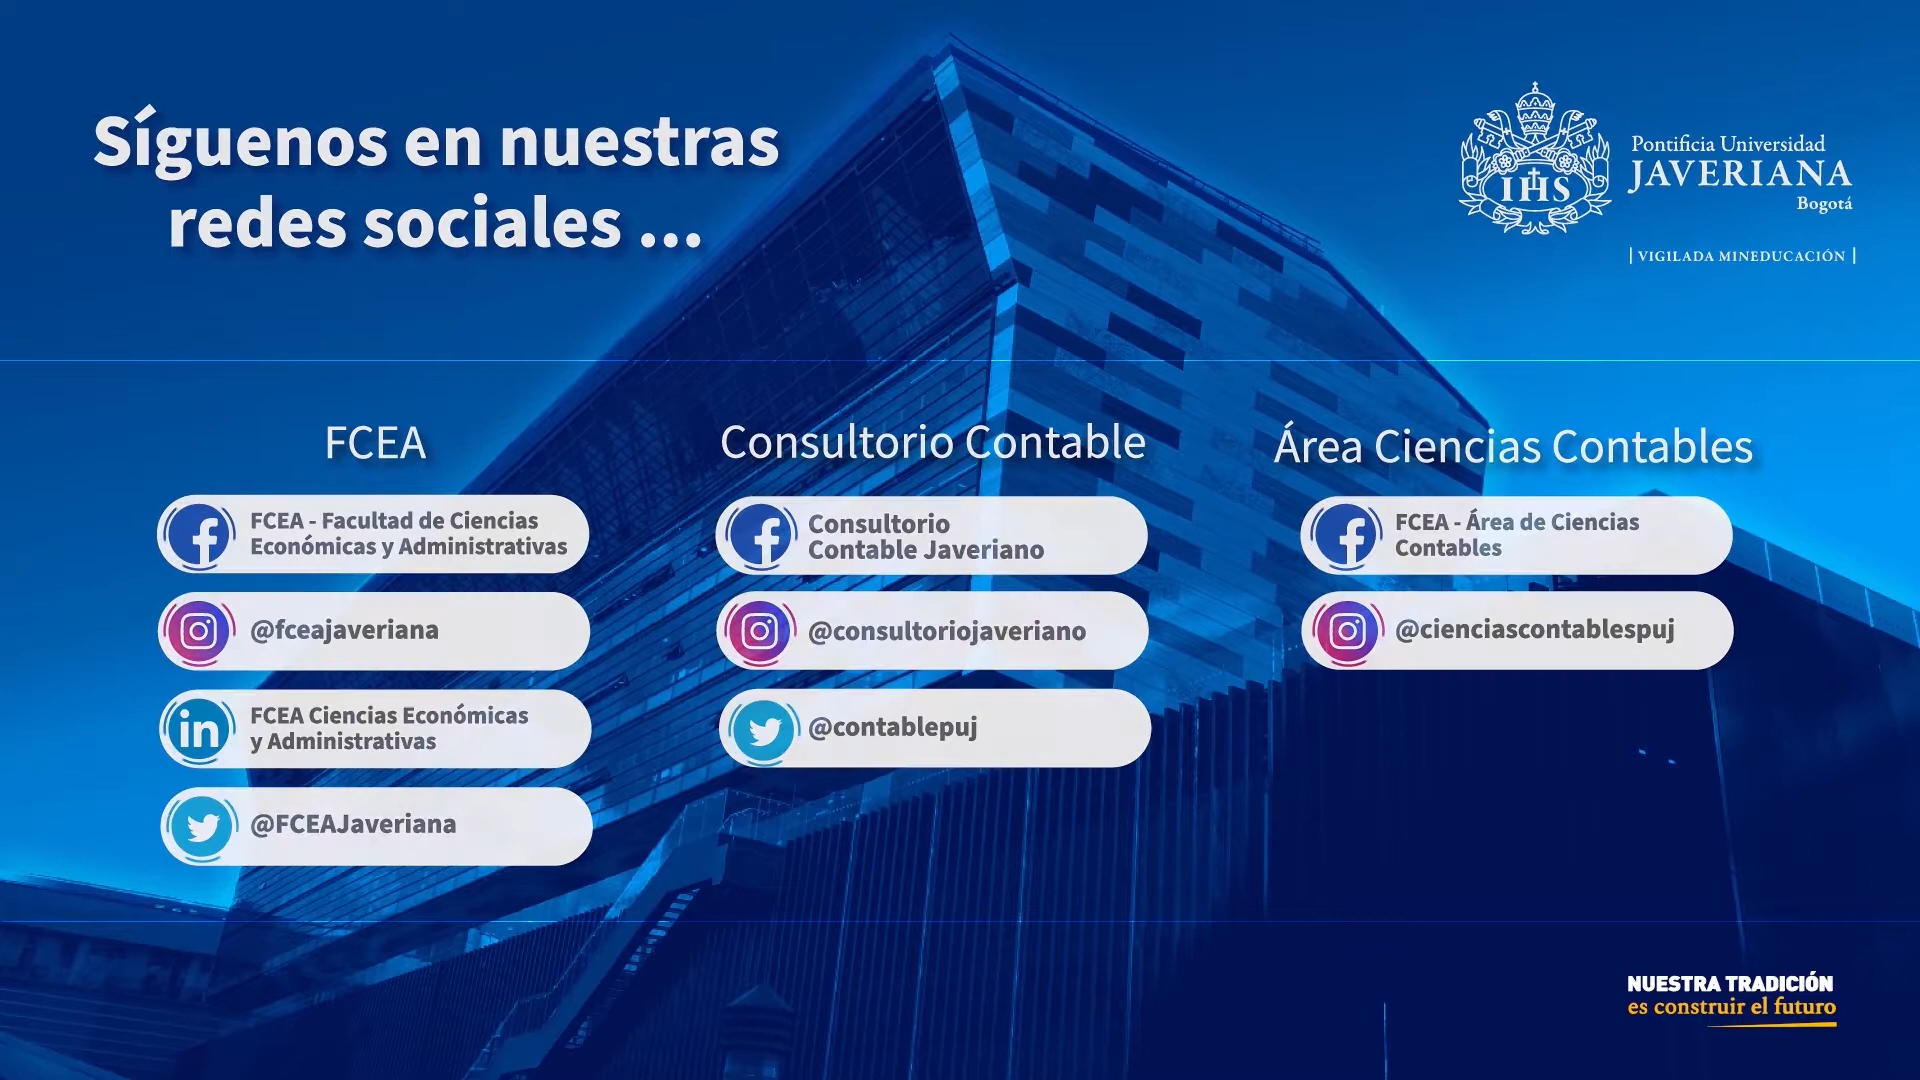 Síguenos en nuestras
redes sociales ...
IHS
Pontificia Universidad
JAVERIANA
Bogotá
| VIGILADA MINEDUCACIÓN |
FCEA
FCEA - Facultad de Ciencias
Económicas y Administrativas
@fceajaveriana
in
FCEA Ciencias Económicas
y Administrativas
@FCEAJaveriana
Consultorio Contable
Consultorio
Contable Javeriano
@consultoriojaveriano
@contablepuj
Área Ciencias Contables
FCEA - Área de Ciencias
Contables
@cienciascontablespuj
NUESTRA TRADICIÓN
es construir el futuro